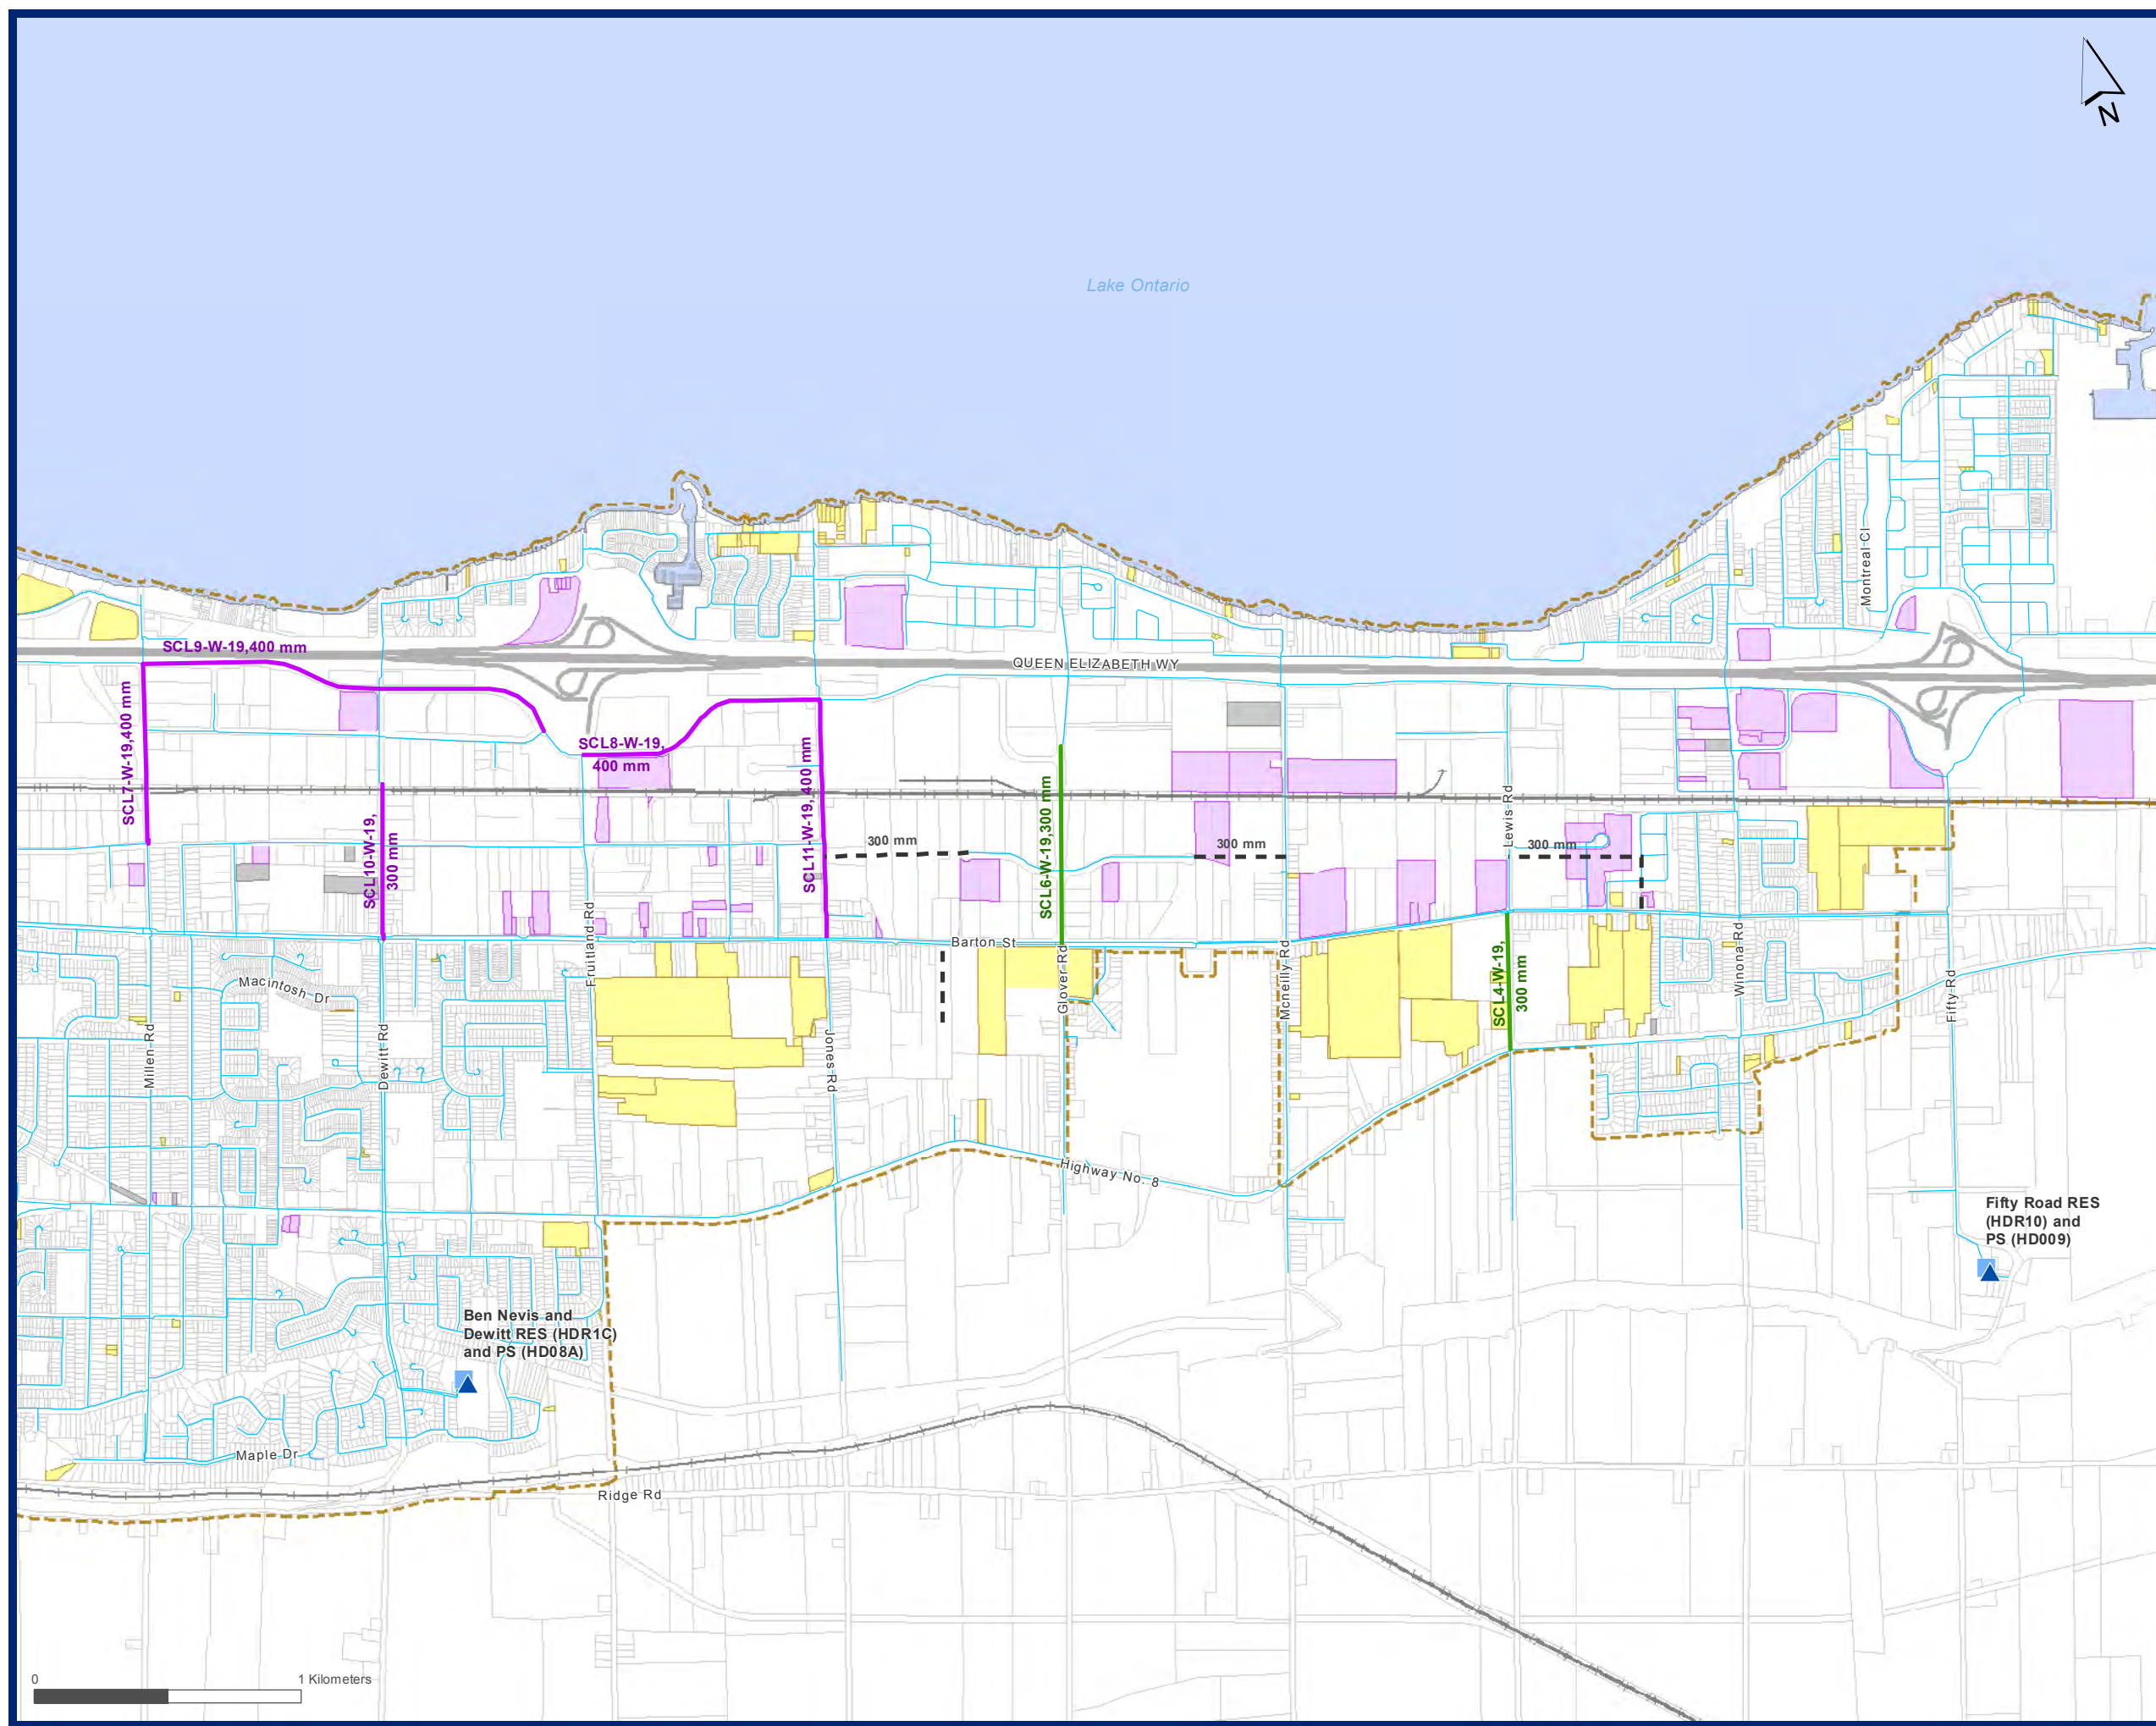 N
Lake Ontario
Montreal Cl
SCL9-W-19,400 mm
QUEEN ELIZABETH WY
SCL7-W-19,400 mm
SCL8-W-19,
400 mm
SCL11-W-19, 400 mm
SCL6-W-19,300 mm
SCL10-W-19,
300 mm
Lewis Rd
300 mm
300 mm
300 mm
Fruitland Rd
Barton St
Glover Rd
Mcneilly Rd
SCL4-W-19,
300 mm
Winona Rd
Fifty Rd
Macintosh Dr
Millen Rd
Dewitt Rd
Jones Rd
Highway No. 8
Fifty Road RES
(HDR10) and
PS (HD009)
Ben Nevis and
Dewitt RES (HDR1C)
and PS (HD08A)
Maple Dr
Ridge Rd
0
1 Kilometers